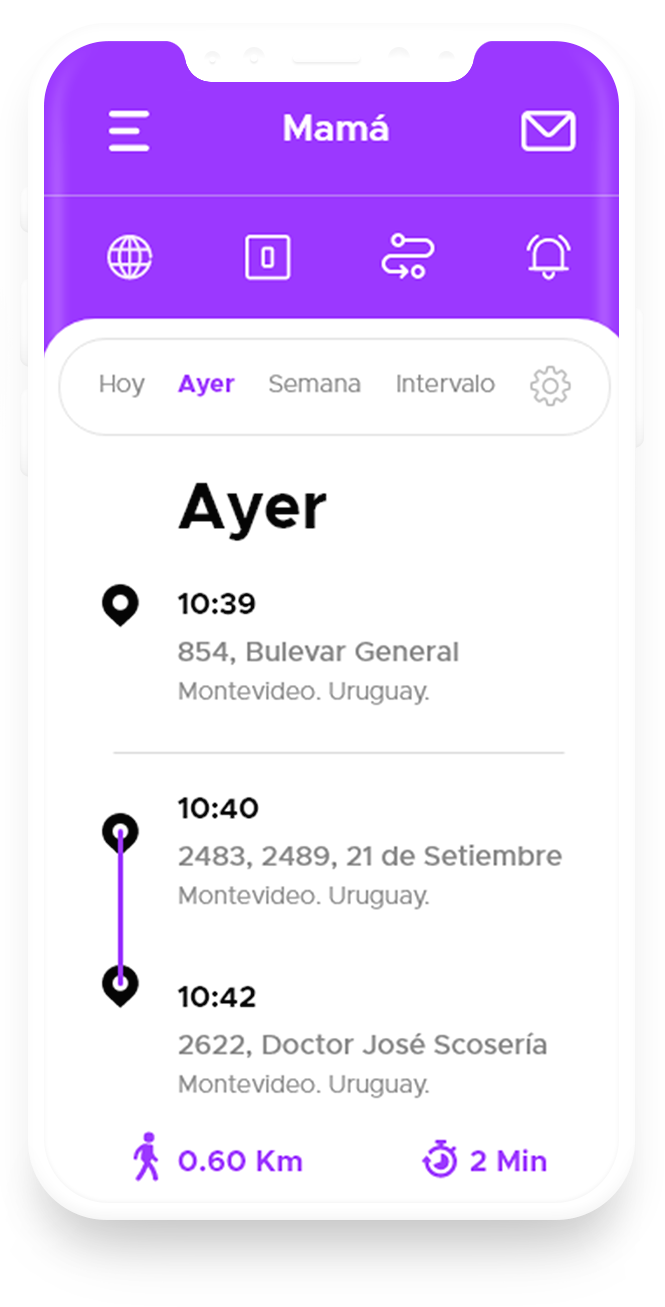 Mamá
0
Hoy Ayer Semana Intervalo
Ayer
10:39
854, Bulevar General
Montevideo. Uruguay.
10:40
2483, 2489, 21 de Setiembre
Montevideo. Uruguay.
10:42
2622, Doctor José Scosería
Montevideo. Uruguay.
0.60 Km 2 Min